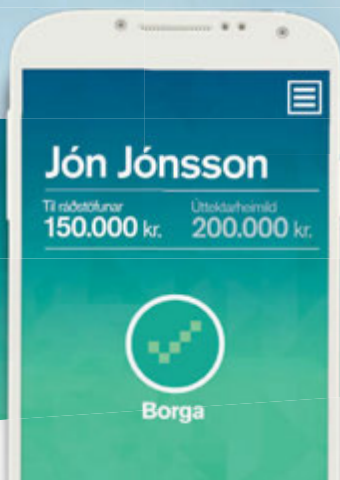 Jón Jónsson
Til ráðstöfunar Úttektarheimild
150.000 kr. 200.000 kr.
Borga